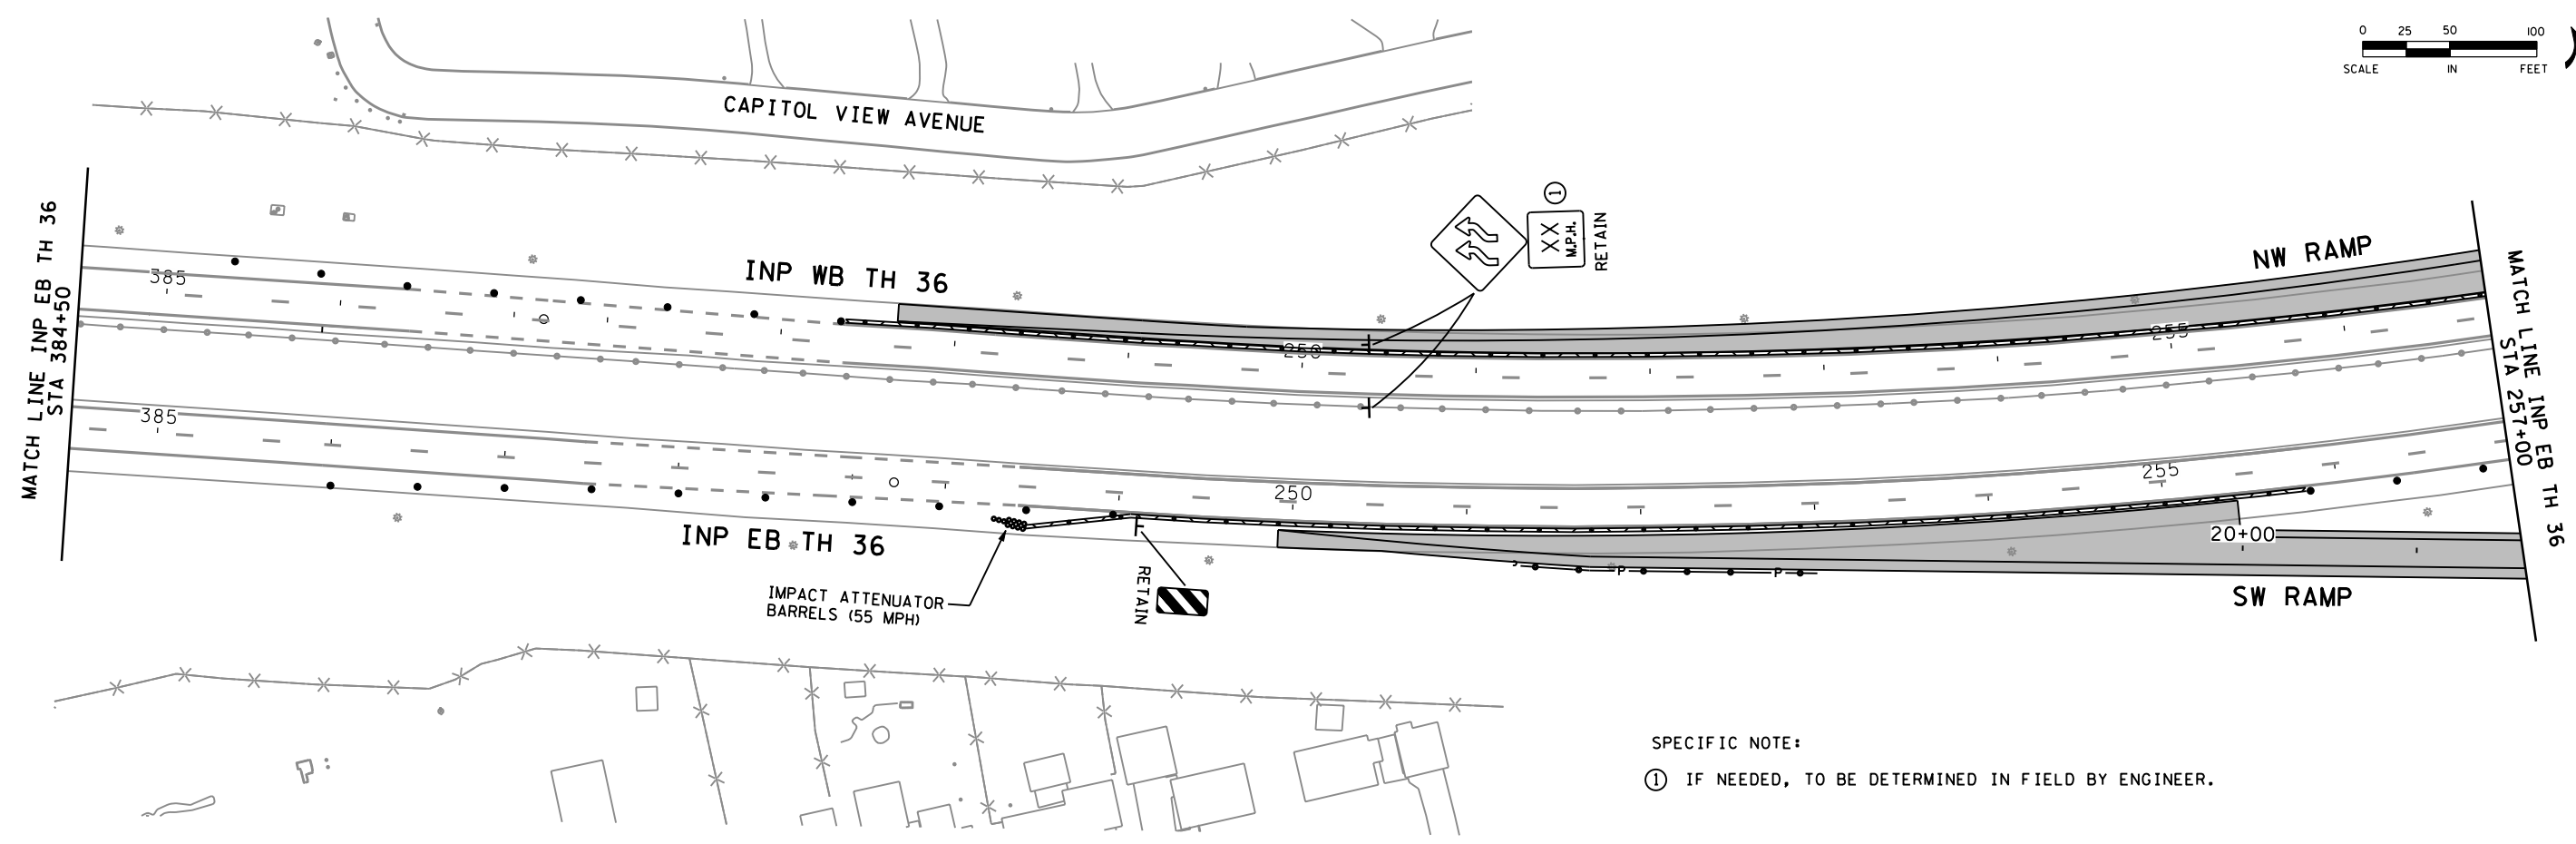 0 25 50 100
SCALE IN FEET
CAPITOL VIEW AVENUE
MATCH LINE INP EB TH 36
STA 384+50
385
INP WB TH 36
250
1
XX
M.P.H.
RETAIN
NW RAMP
255
MATCH LINE INP EB TH 36
STA 257+00
385
INP EB TH 36
250
255
20+00
P P
SW RAMP
IMPACT ATTENUATOR
BARRELS (55 MPH)
RETAIN
SPECIFIC NOTE:
1 IF NEEDED, TO BE DETERMINED IN FIELD BY ENGINEER.